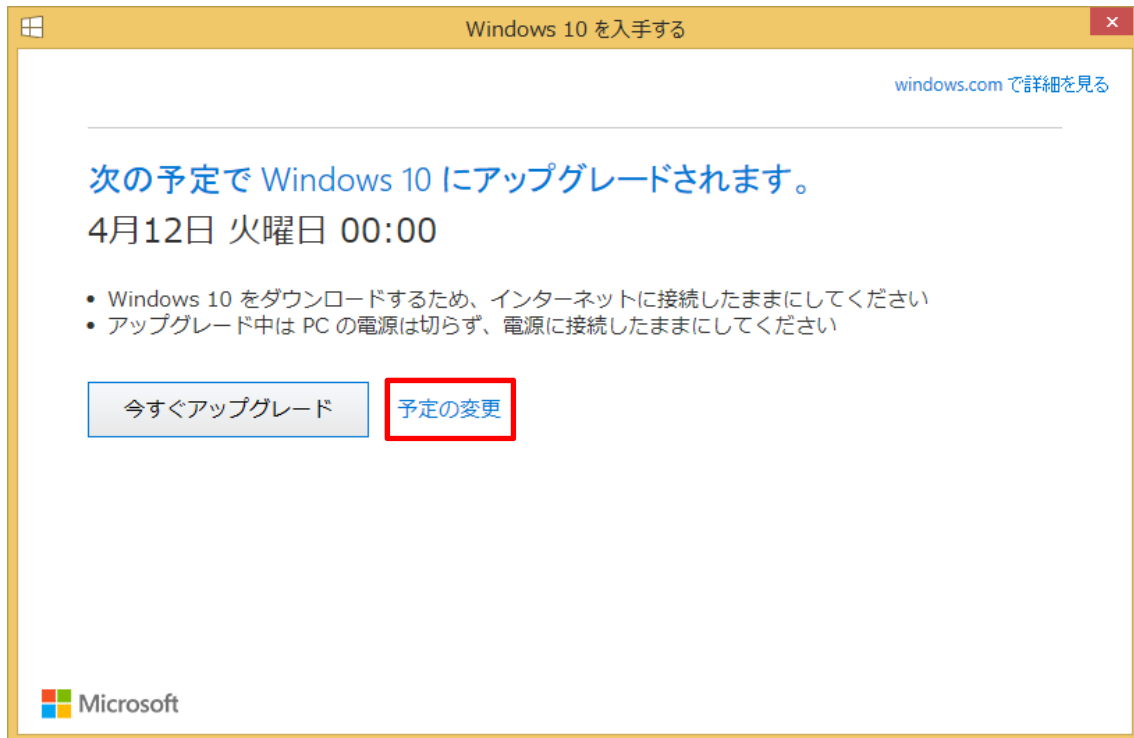 Windows 10 を入手する
windows.com で詳細を見る
次の予定で Windows 10 にアップグレードされます。
4月12日 火曜日 00:00
• Windows 10 をダウンロードするため、インターネットに接続したままにしてください
• アップグレード中は PC の電源は切らず、電源に接続したままにしてください
今すぐアップグレード 予定の変更
Microsoft